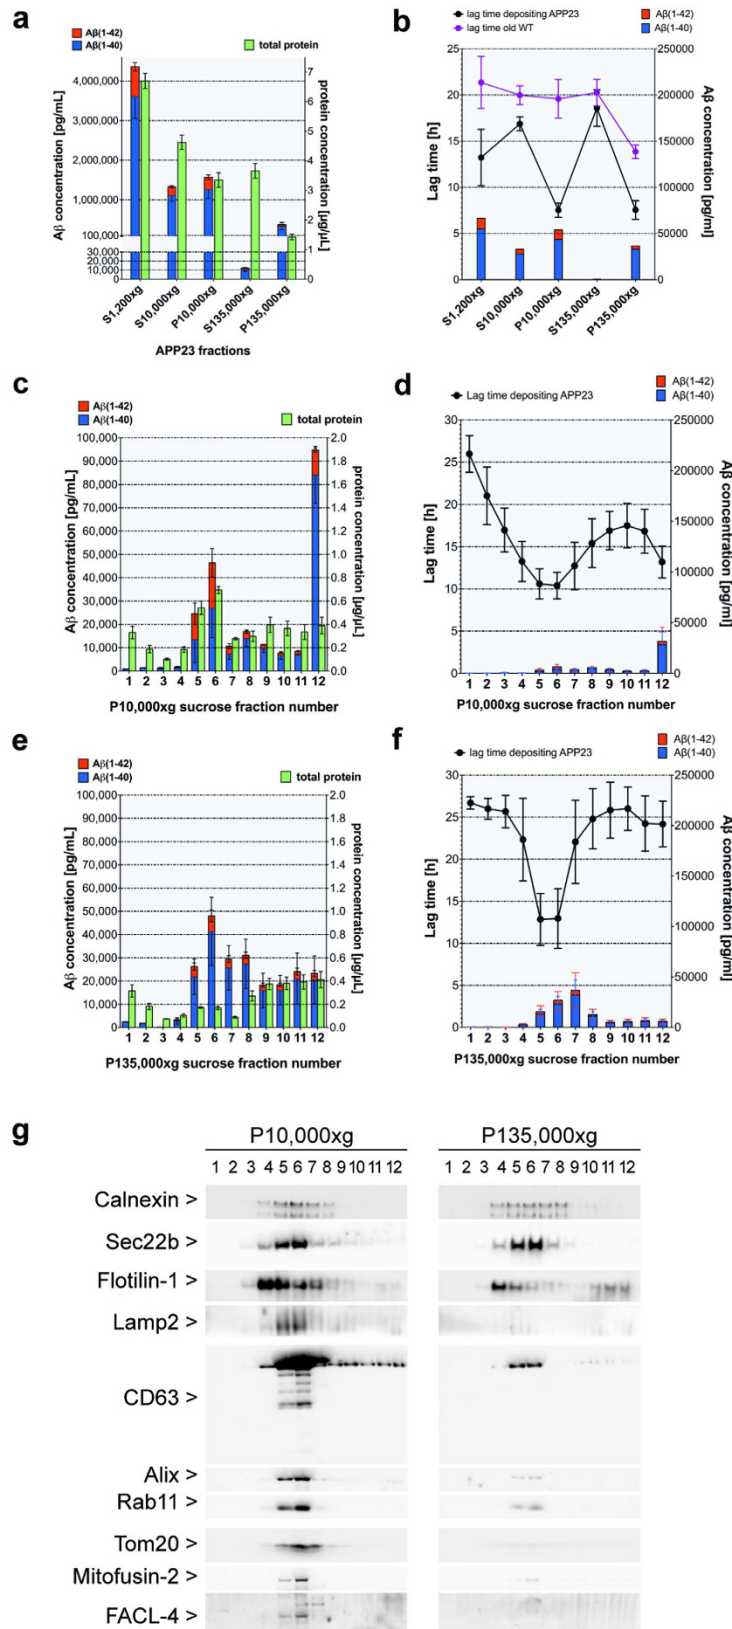 a
Aβ(1-42)
Aβ(1-40)
total protein
Aβ concentration [pg/mL]
4,000,000
3,000,000
2,000,000
1,000,000
100,000
30,000
20,000
10,000
0
7
6
5
4
3
2
1
0
protein concentration [µg/µL]
S1,200xg
S10,000xg
P10,000xg
S135,000xg
P135,000xg
APP23 fractions
b
lag time depositing APP23
lag time old WT
Aβ(1-42)
Aβ(1-40)
Lag time [h]
25
20
15
10
5
0
250000
200000
150000
100000
50000
0
Aβ concentration [pg/ml]
S1,200xg
S10,000xg
P10,000xg
S135,000xg
P135,000xg
c
Aβ(1-42)
Aβ(1-40)
total protein
Aβ concentration [pg/mL]
100,000
90,000
80,000
70,000
60,000
50,000
40,000
30,000
20,000
10,000
0
2.0
1.8
1.6
1.4
1.2
1.0
0.8
0.6
0.4
0.2
0.0
protein concentration [µg/µL]
1 2 3 4 5 6 7 8 9 10 11 12
P10,000xg sucrose fraction number
d
Lag time depositing APP23
Aβ(1-42)
Aβ(1-40)
Lag time [h]
30
25
20
15
10
5
0
250000
200000
150000
100000
50000
0
Aβ concentration [pg/ml]
1 2 3 4 5 6 7 8 9 10 11 12
P10,000xg sucrose fraction number
e
Aβ(1-42)
Aβ(1-40)
total protein
Aβ concentration [pg/mL]
100,000
90,000
80,000
70,000
60,000
50,000
40,000
30,000
20,000
10,000
0
2.0
1.8
1.6
1.4
1.2
1.0
0.8
0.6
0.4
0.2
0.0
protein concentration [µg/µL]
1 2 3 4 5 6 7 8 9 10 11 12
P135,000xg sucrose fraction number
f
lag time depositing APP23
Aβ(1-42)
Aβ(1-40)
Lag time [h]
30
25
20
15
10
5
0
250000
200000
150000
100000
50000
0
Aβ concentration [pg/ml]
1 2 3 4 5 6 7 8 9 10 11 12
P135,000xg sucrose fraction number
g
P10,000xg P135,000xg
1 2 3 4 5 6 7 8 9 10 11 12 1 2 3 4 5 6 7 8 9 10 11 12
Calnexin >
Sec22b >
Flotilin-1 >
Lamp2 >
CD63 >
Alix >
Rab11 >
Tom20 >
Mitofusin-2 >
FACL-4 >